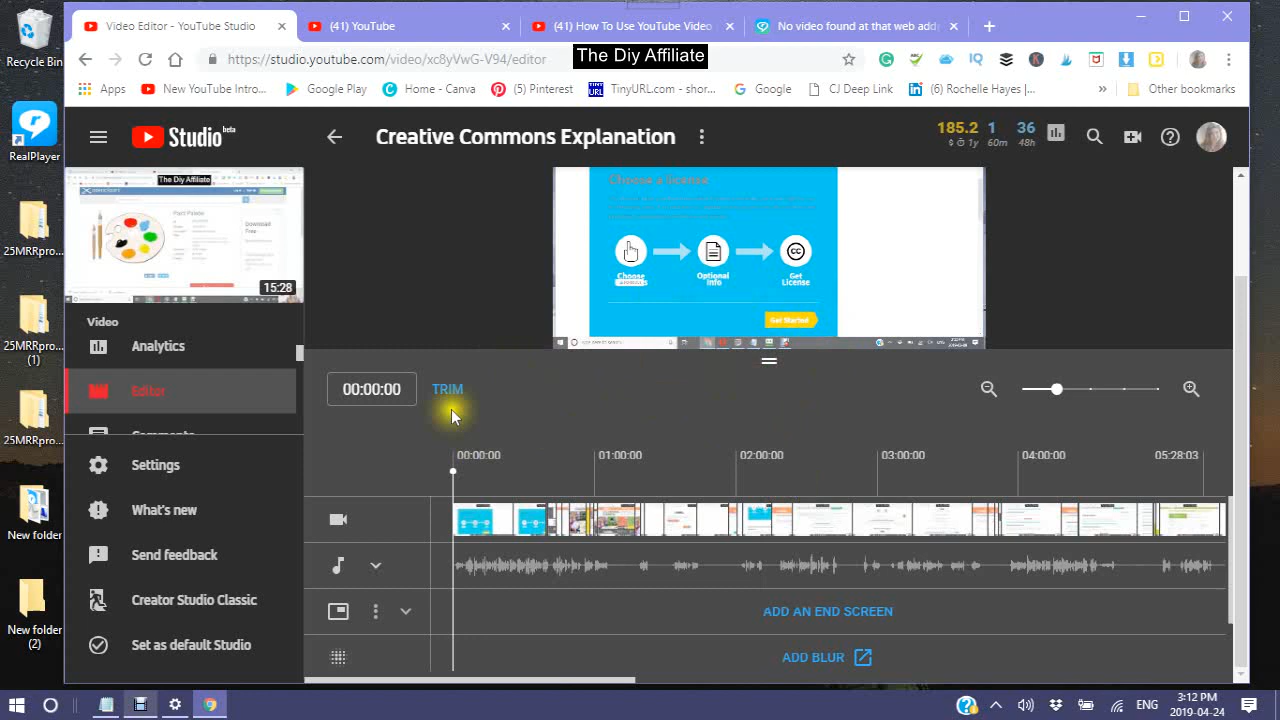 Recycle Bin
RealPlayer
25MRRpro...
25MRRpro...
(1)
25MRRpro...
(2)
New folder
New folder
(2)
Video Editor - YouTube Studio
(41) YouTube
(41) How To Use YouTube Video
No video found at that web add
https://studio.youtube.com/video/cc8yVwG-V94/editor
The Diy Affiliate
Apps
New YouTube Intro...
Google Play
Home - Canva
(5) Pinterest
TinyURL.com - shor...
Google
CJ Deep Link
(6) Rochelle Hayes |...
Other bookmarks
Studio beta
Creative Commons Explanation
185.2 1 36
¢ 1y 60m 48h
The Diy Affiliate
Download
Free
15:28
Choose a license
Choose
Optional
Info
Get
License
Get Started
Video
Analytics
Editor
Comments
Settings
What's new
Send feedback
Creator Studio Classic
Set as default Studio
00:00:00
TRIM
00:00:00
01:00:00
02:00:00
03:00:00
04:00:00
05:28:03
ADD AN END SCREEN
ADD BLUR
ENG
3:12 PM
2019-04-24